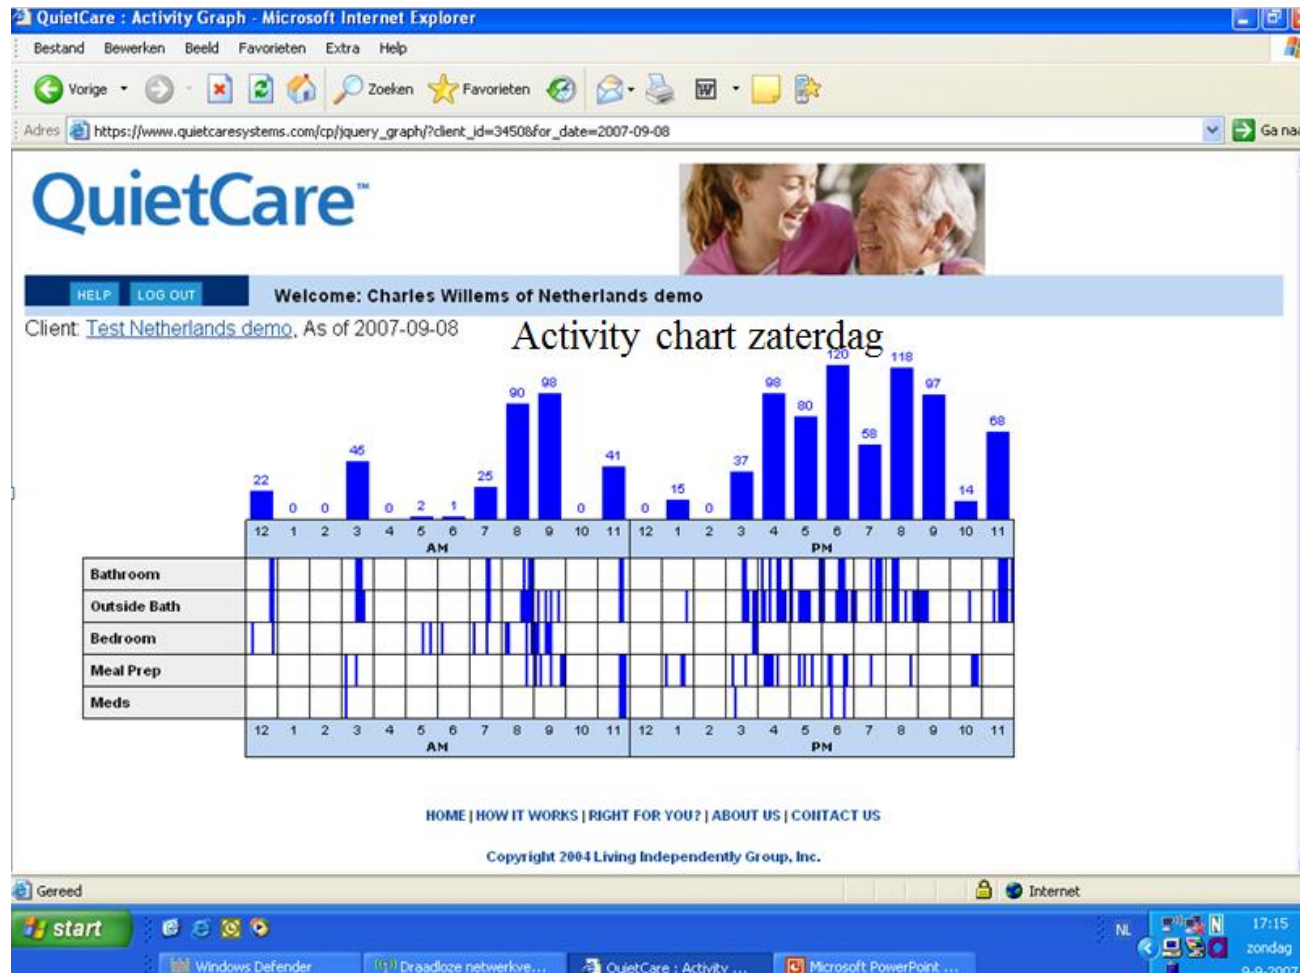 QuietCare : Activity Graph - Microsoft Internet Explorer
Bestand Bewerken Beeld Favorieten Extra Help
Vorige Zoeken Favorieten
Adres https://www.quietcaresystems.com/cp/jquery_graph/?client_id=3450&for_date=2007-09-08 Ga naa
QuietCare™
HELP LOG OUT Welcome: Charles Willems of Netherlands demo
Client: Test Netherlands demo, As of 2007-09-08
Activity chart zaterdag
22 0 0 45 0 2 1 25 90 98 0 41 0 15 0 37 98 80 120 58 118 97 14 68
12 1 2 3 4 5 6 7 8 9 10 11 12 1 2 3 4 5 6 7 8 9 10 11
AM PM
Bathroom
Outside Bath
Bedroom
Meal Prep
Meds
12 1 2 3 4 5 6 7 8 9 10 11 12 1 2 3 4 5 6 7 8 9 10 11
AM PM
HOME | HOW IT WORKS | RIGHT FOR YOU? | ABOUT US | CONTACT US
Copyright 2004 Living Independently Group, Inc.
Gereed Internet
start NL N 17:15
zondag
Windows Defender Draadloze netwerkve... QuietCare : Activity ... Microsoft PowerPoint ...
9-9-2007